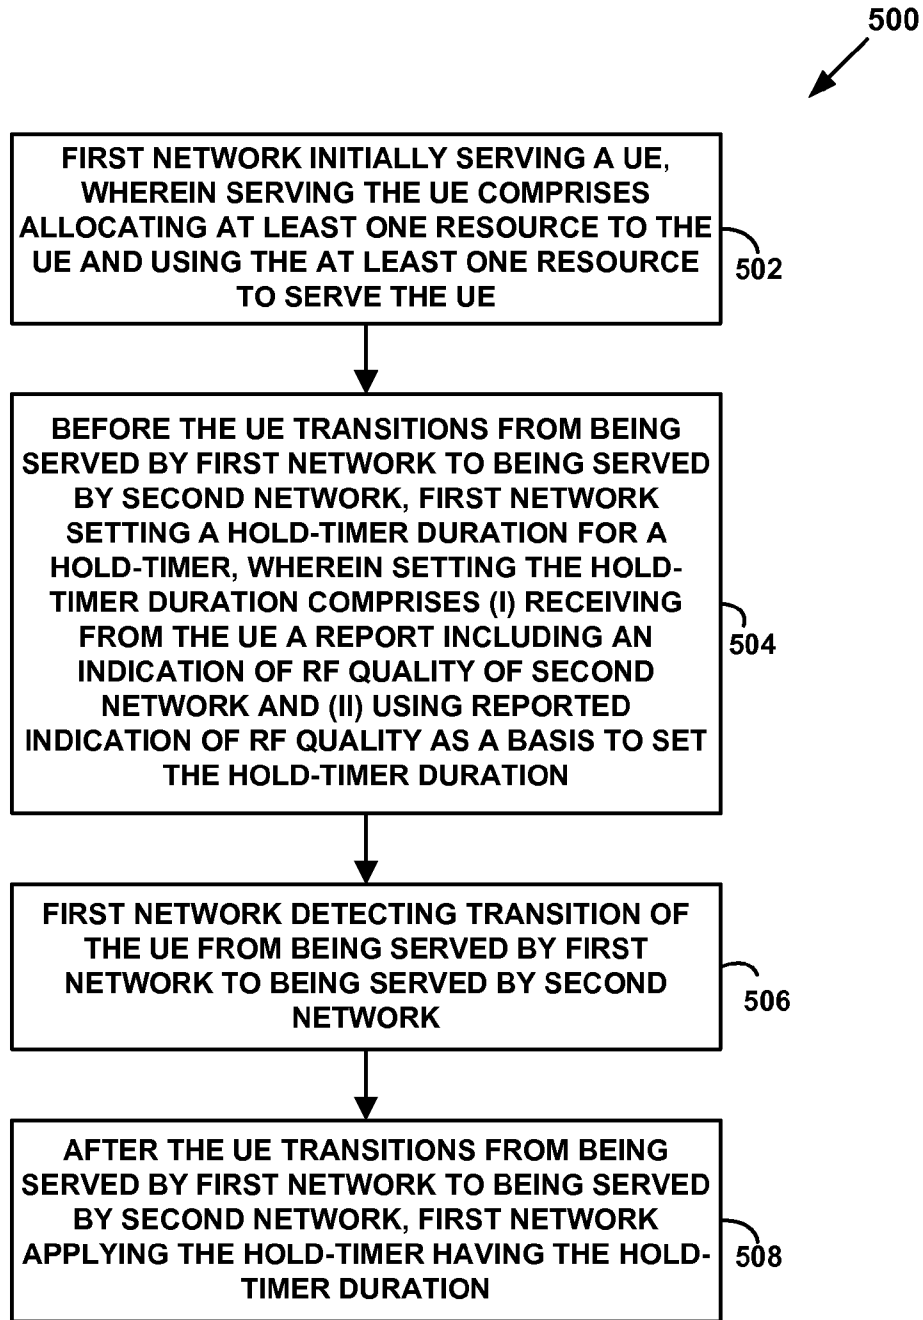 500
FIRST NETWORK INITIALLY SERVING A UE,
WHEREIN SERVING THE UE COMPRISES
ALLOCATING AT LEAST ONE RESOURCE TO THE
UE AND USING THE AT LEAST ONE RESOURCE
TO SERVE THE UE
502
BEFORE THE UE TRANSITIONS FROM BEING
SERVED BY FIRST NETWORK TO BEING SERVED
BY SECOND NETWORK, FIRST NETWORK
SETTING A HOLD-TIMER DURATION FOR A
HOLD-TIMER, WHEREIN SETTING THE HOLD-
TIMER DURATION COMPRISES (I) RECEIVING
FROM THE UE A REPORT INCLUDING AN
INDICATION OF RF QUALITY OF SECOND
NETWORK AND (II) USING REPORTED
INDICATION OF RF QUALITY AS A BASIS TO SET
THE HOLD-TIMER DURATION
504
FIRST NETWORK DETECTING TRANSITION OF
THE UE FROM BEING SERVED BY FIRST
NETWORK TO BEING SERVED BY SECOND
NETWORK
506
AFTER THE UE TRANSITIONS FROM BEING
SERVED BY FIRST NETWORK TO BEING SERVED
BY SECOND NETWORK, FIRST NETWORK
APPLYING THE HOLD-TIMER HAVING THE HOLD-
TIMER DURATION
508